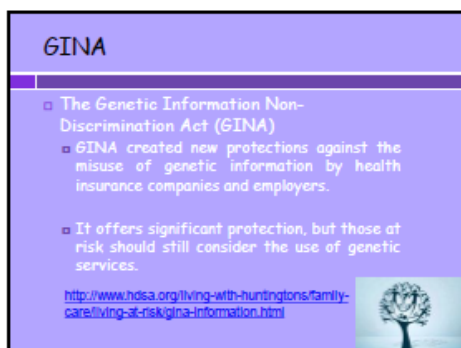 GINA
The Genetic Information Non-
Discrimination Act (GINA)
GINA created new protections against the
misuse of genetic information by health
insurance companies and employers.
It offers significant protection, but those at
risk should still consider the use of genetic
services.
http://www.hdsa.org/living-with-huntingtons/family-
care/living-at-risk/gina-information.html